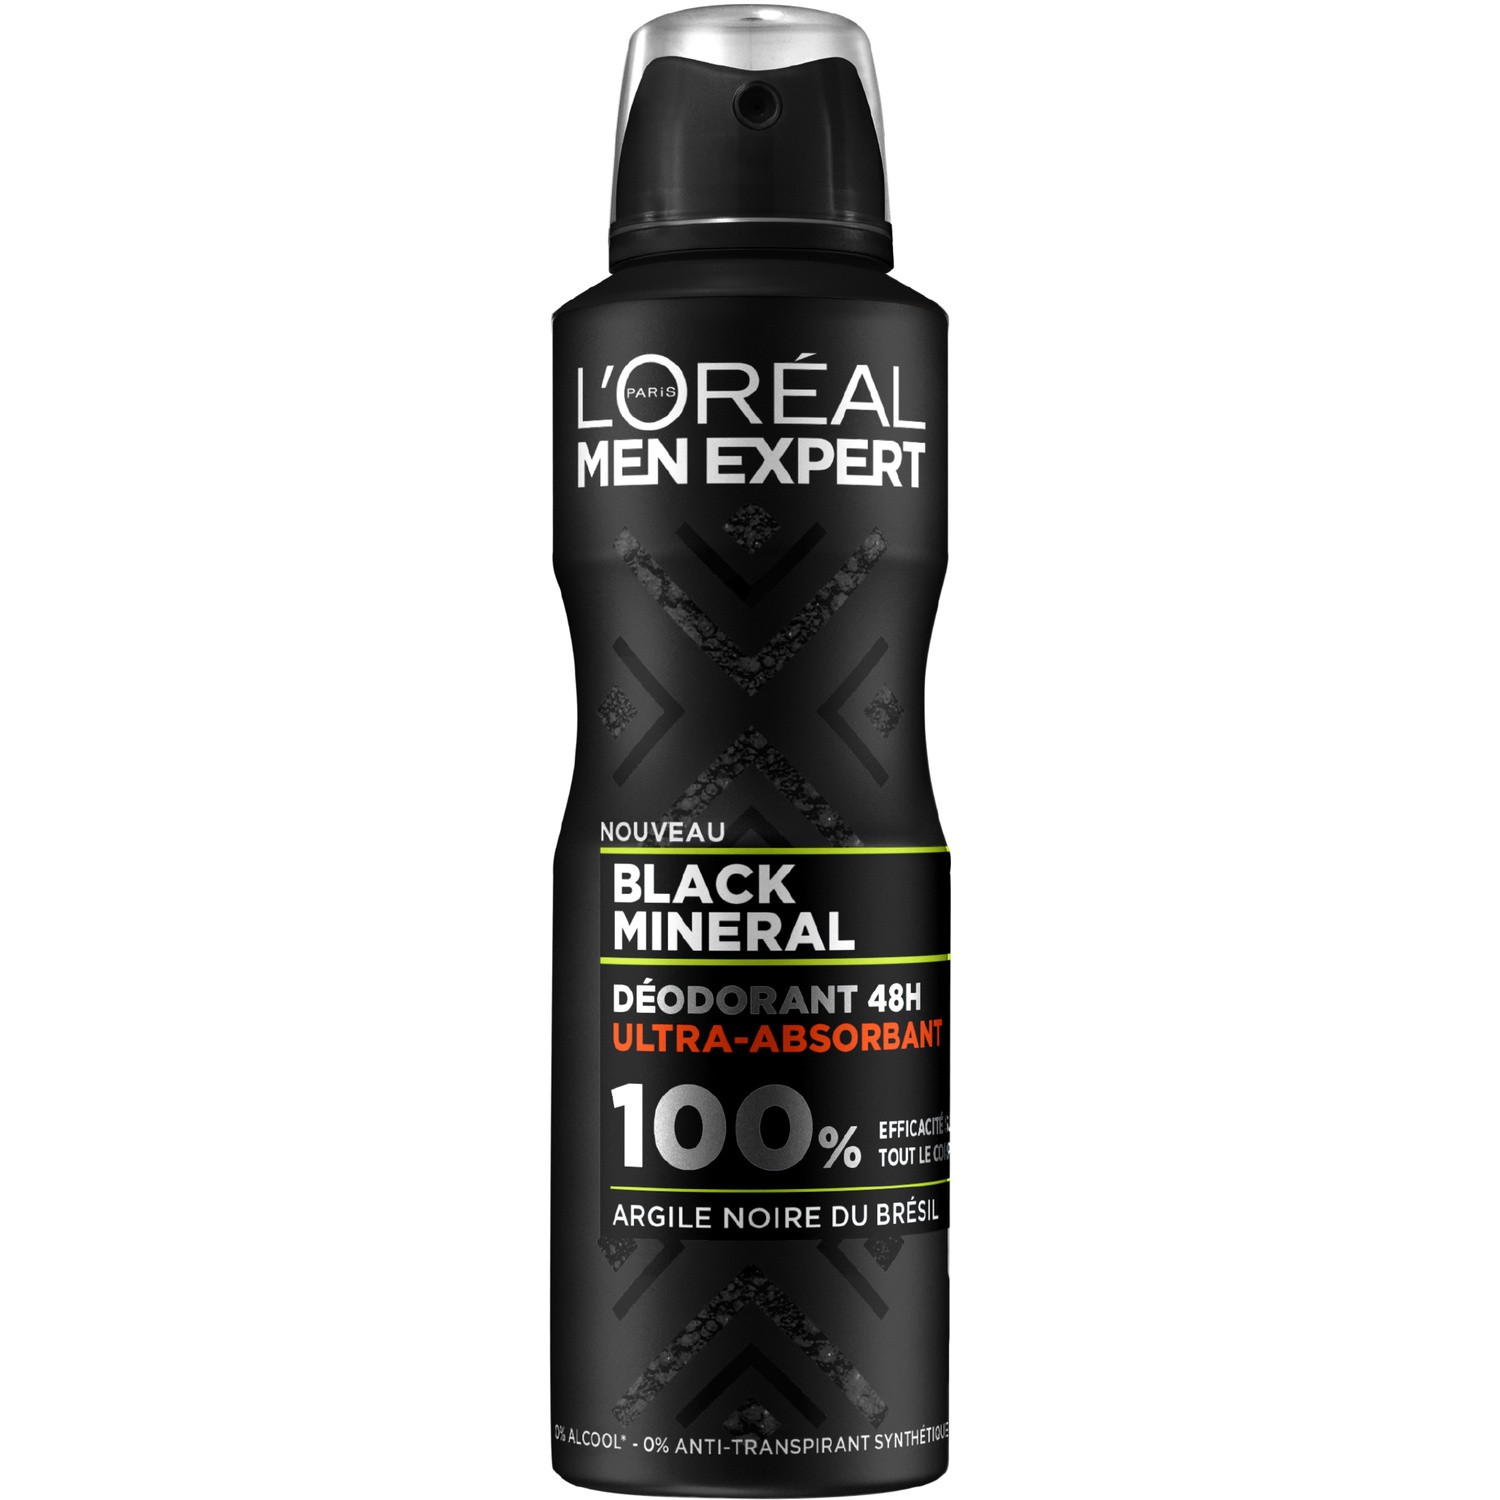 L'ORÉAL
PARIS
MEN EXPERT
NOUVEAU
BLACK
MINERAL
DÉODORANT 48H
ULTRA-ABSORBANT
100%
EFFICACITÉ
TOUT LE
ARGILE NOIRE DU BRÉSIL
0% ALCOOL* - 0% ANTI-TRANSPIRANT SYNTHÉTIQUE